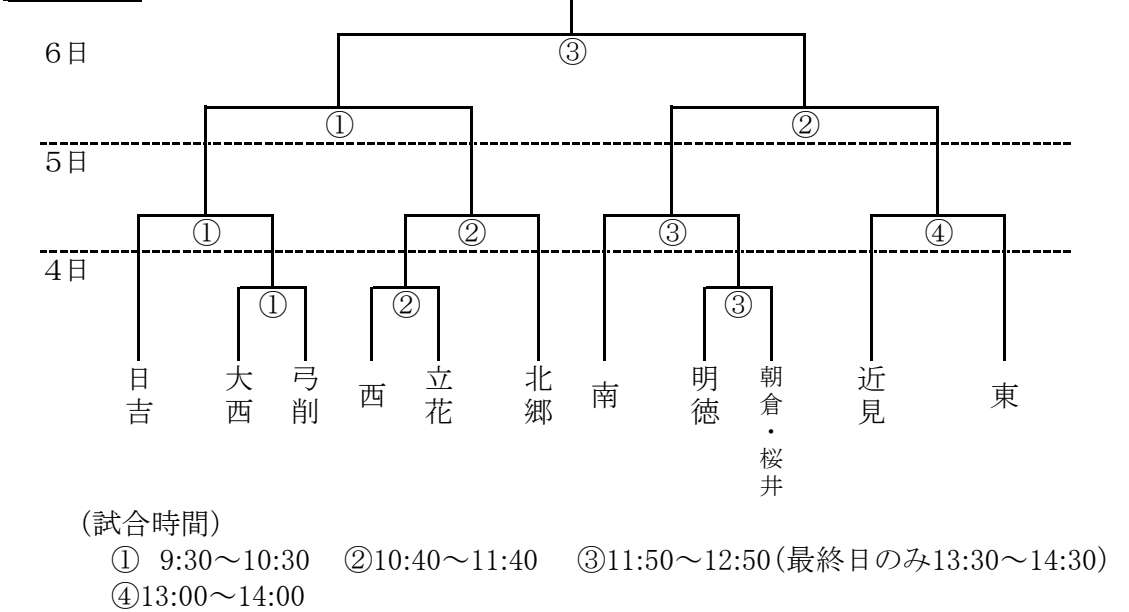 6日
③
①
②
5日
①
②
③
④
4日
①
②
③
日吉
大西
弓削
西
立花
北郷
南
明徳
朝倉・桜井
近見
東
(試合時間)
① 9:30～10:30 ②10:40～11:40 ③11:50～12:50(最終日のみ13:30～14:30)
④13:00～14:00